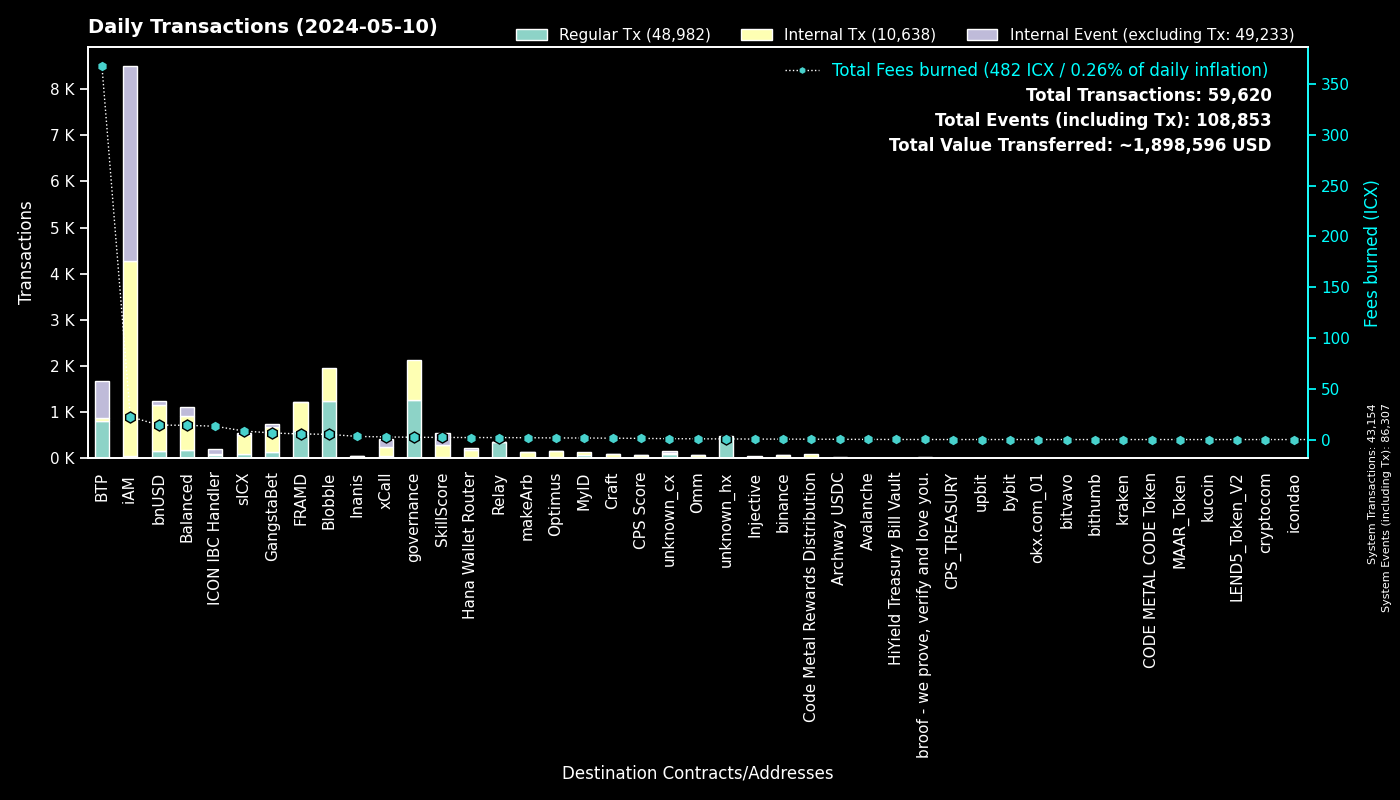 Daily Transactions (2024-05-10)
Regular Tx (48,982)
Internal Tx (10,638)
Internal Event (excluding Tx: 49,233)
Total Fees burned (482 ICX / 0.26% of daily inflation)
Total Transactions: 59,620
Total Events (including Tx): 108,853
Total Value Transferred: ~1,898,596 USD
Transactions
8 K
7 K
6 K
5 K
4 K
3 K
2 K
1 K
0 K
350
300
250
200
150
100
50
0
Fees burned (ICX)
System Transactions: 43,154
System Events (including Tx): 86,307
BTP
iAM
bnUSD
Balanced
ICON IBC Handler
sICX
GangstaBet
FRAMD
Blobble
Inanis
xCall
governance
SkillScore
Hana Wallet Router
Relay
makeArb
Optimus
MyID
Craft
CPS Score
unknown_cx
Omm
unknown_hx
Injective
binance
Code Metal Rewards Distribution
Archway USDC
Avalanche
HiYield Treasury Bill Vault
broof - we prove, verify and love you.
CPS_TREASURY
upbit
bybit
okx.com_01
bitvavo
bithumb
kraken
CODE METAL CODE Token
MAAR_Token
kucoin
LEND5_Token_V2
cryptocom
icondao
Destination Contracts/Addresses